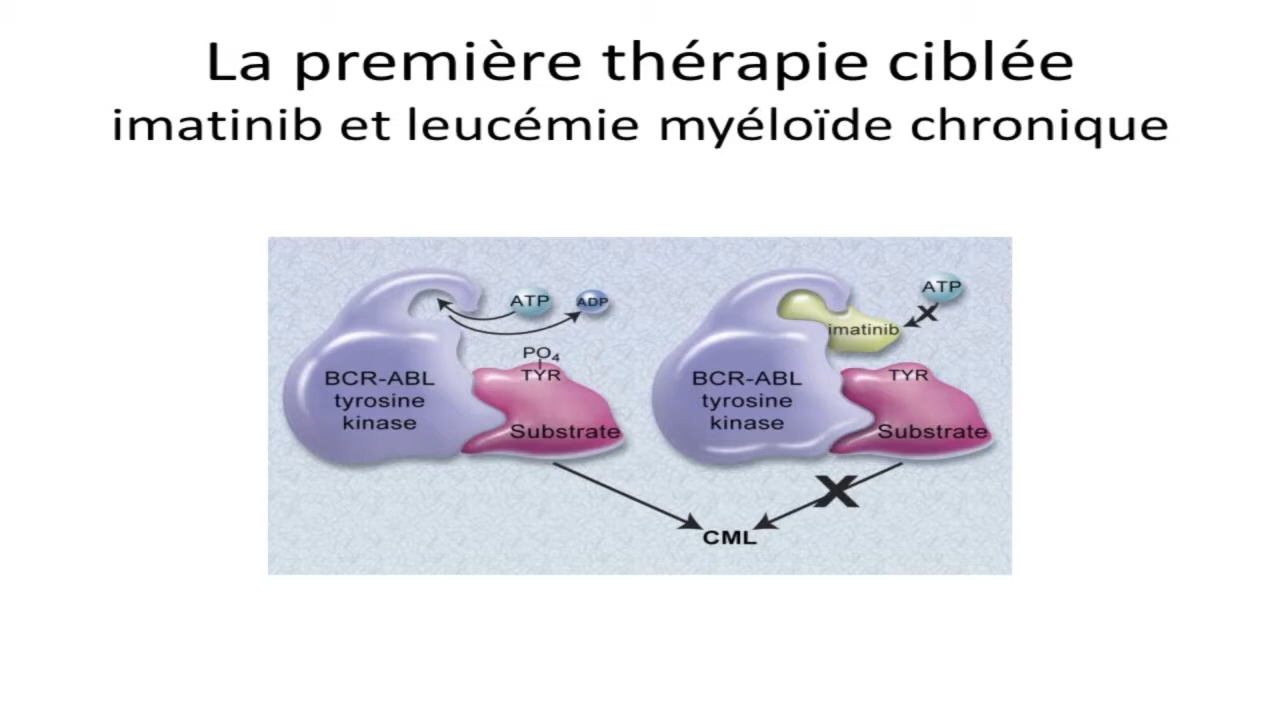 La première thérapie ciblée
imatinib et leucémie myéloïde chronique
ATP
ADP
PO4
TYR
BCR-ABL
tyrosine
kinase
Substrate
ATP
X
imatinib
TYR
BCR-ABL
tyrosine
kinase
Substrate
X
CML